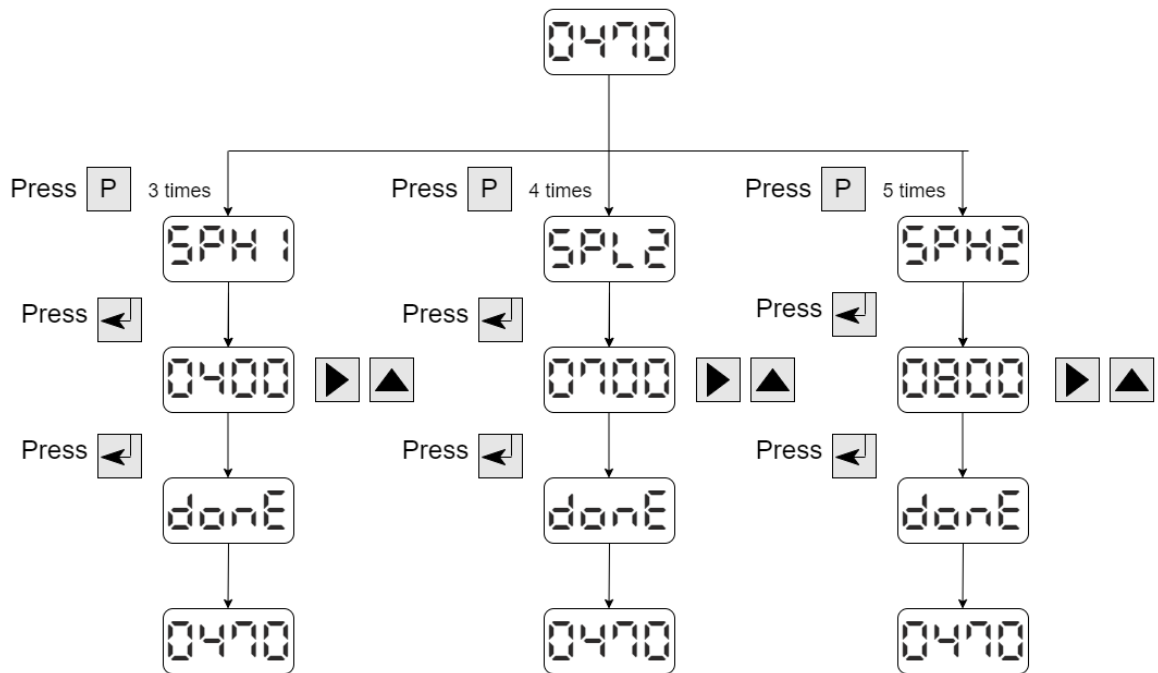 0470
Press P 3 times
Press P 4 times
Press P 5 times
SPH1
SPL2
SPH2
Press
Press
Press
0400
0700
0800
Press
Press
Press
donE
donE
donE
0470
0470
0470